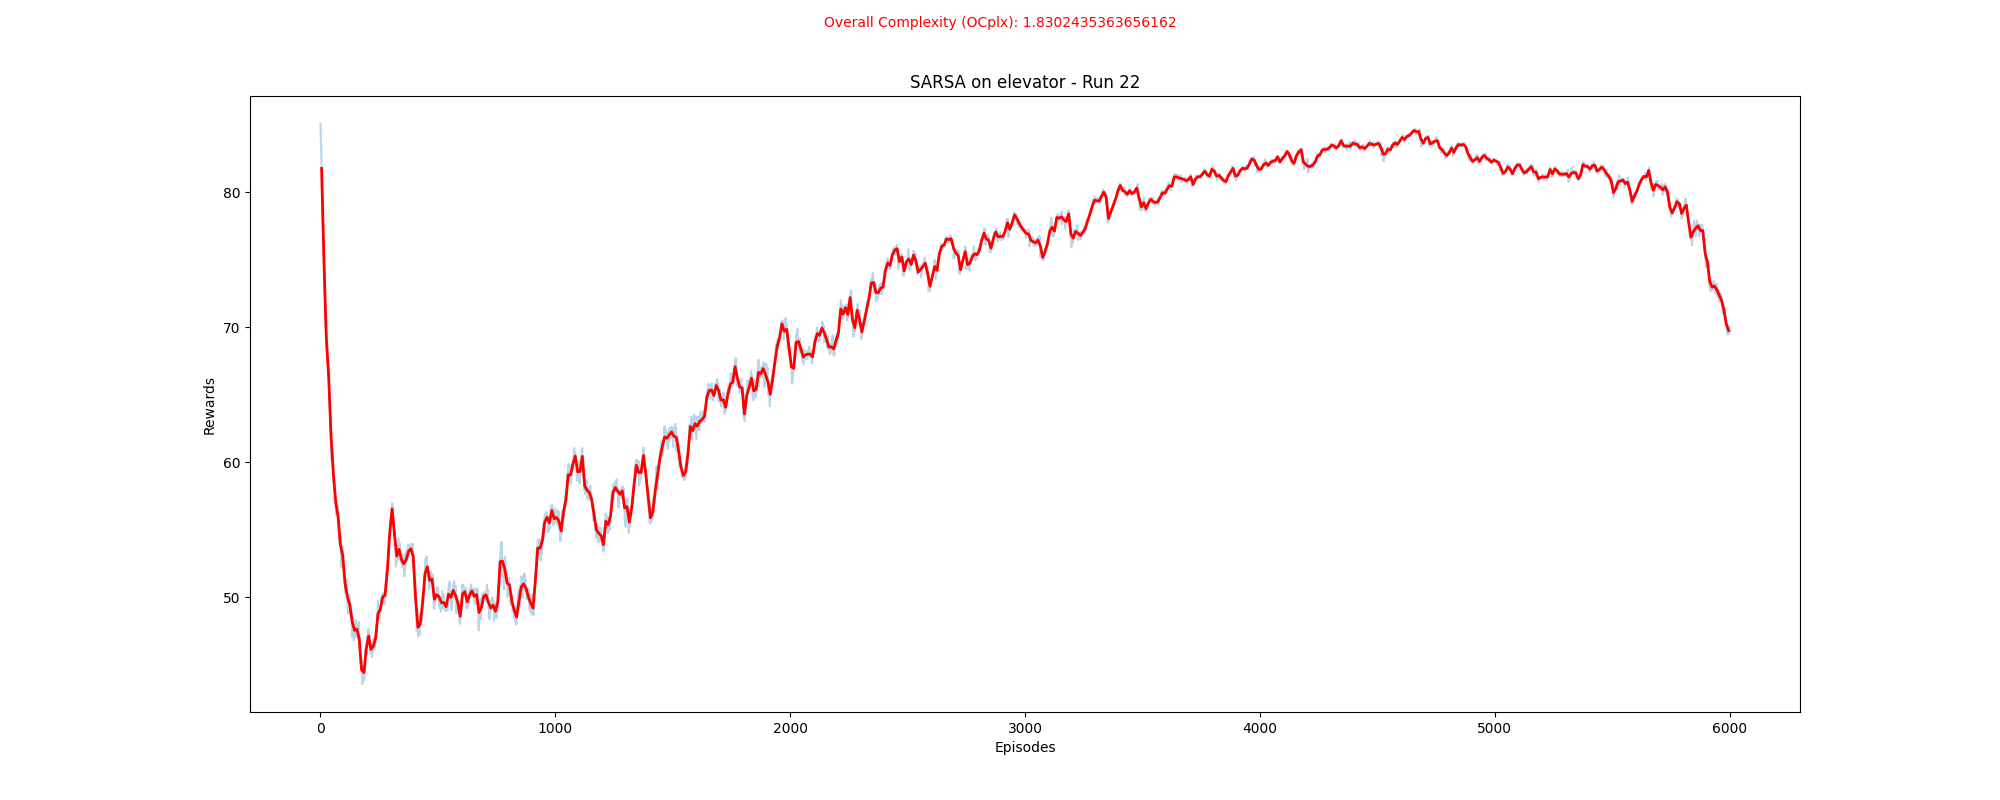 Overall Complexity (OCplx): 1.8302435363656162
SARSA on elevator - Run 22
Rewards
80
70
60
50
0 1000 2000 3000 4000 5000 6000
Episodes